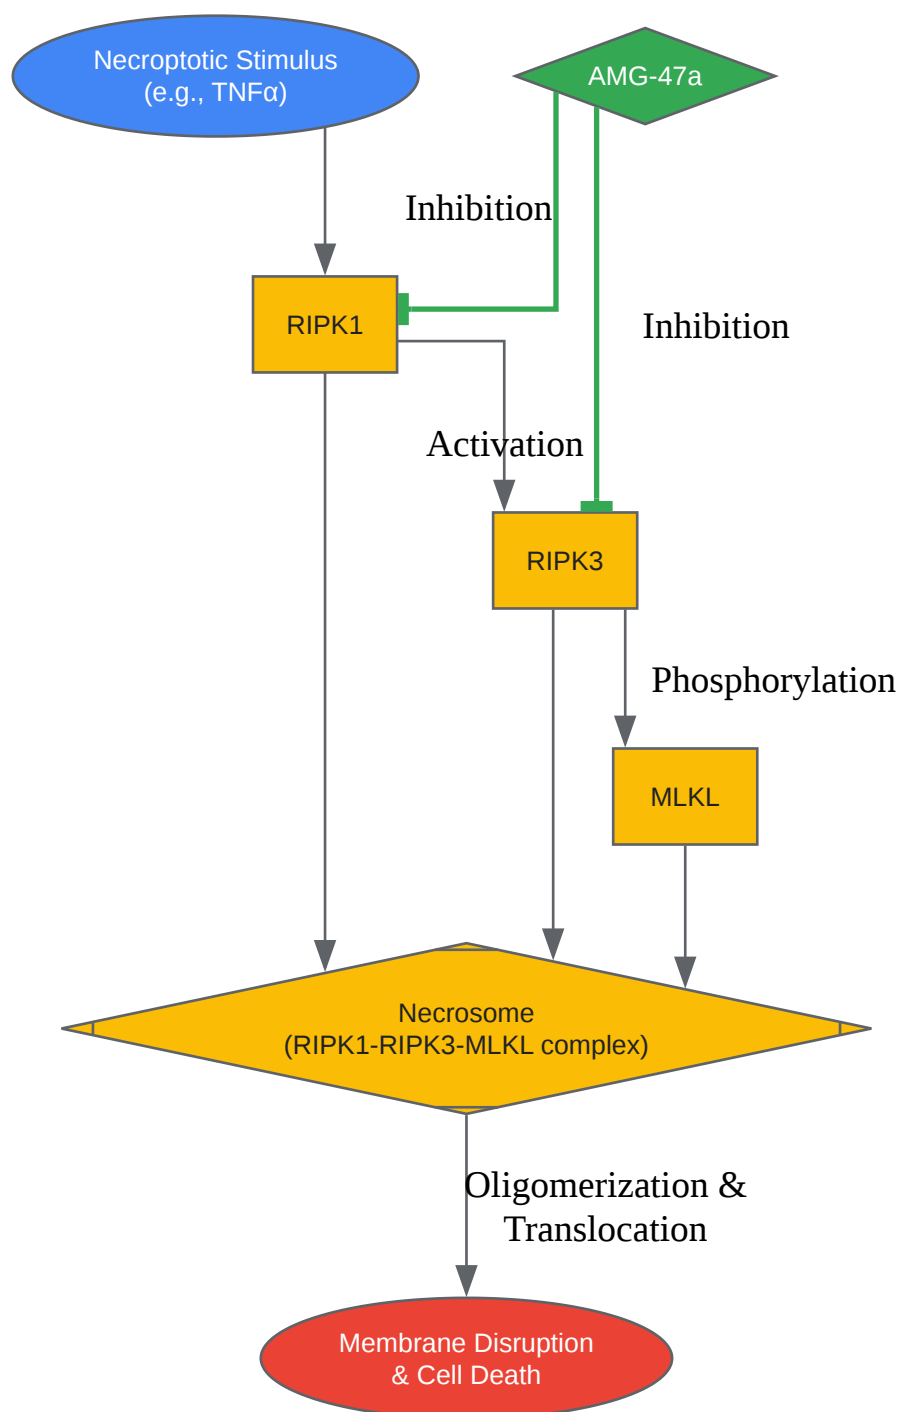 Necroptotic Stimulus
(e.g., TNFα)
AMG-47a
Inhibition
RIPK1
Inhibition
Activation
RIPK3
Phosphorylation
MLKL
Necrosome
(RIPK1-RIPK3-MLKL complex)
Oligomerization &
Translocation
Membrane Disruption
& Cell Death